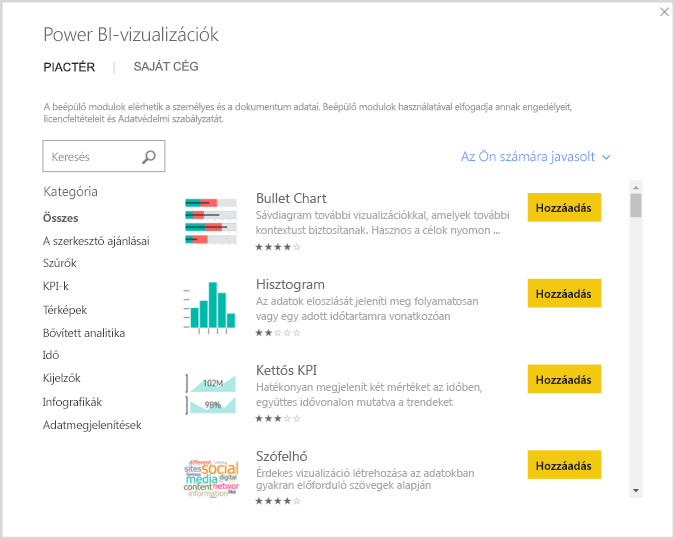 Power BI-vizualizációk
PIACTÉR | SAJÁT CÉG
A beépülő modulok elérhetik a személyes és a dokumentum adatai. Beépülő modulok használatával elfogadja annak engedélyeit,
licencfeltételeit és Adatvédelmi szabályzatát.
Keresés
Az Ön számára javasolt
Kategória
Összes
A szerkesztő ajánlásai
Szűrők
KPI-k
Térképek
Bővített analitika
Idő
Kijelzők
Infografikák
Adatmegjelenítések
Bullet Chart
Sávdiagram további vizualizációkkal, amelyek további
kontextust biztosítanak. Hasznos a célok nyomon ...
Hozzáadás
Hisztogram
Az adatok eloszlását jeleníti meg folyamatosan
vagy egy adott időtartamra vonatkozóan
Hozzáadás
102M
98%
Kettős KPI
Hatékonyan megjelenít két mértéket az időben,
együttes idővonalon mutatva a trendeket
Hozzáadás
different
sites social
media digital
content networ
information like
Szófelhő
Érdekes vizualizáció létrehozása az adatokban
gyakran előforduló szövegek alapján
Hozzáadás